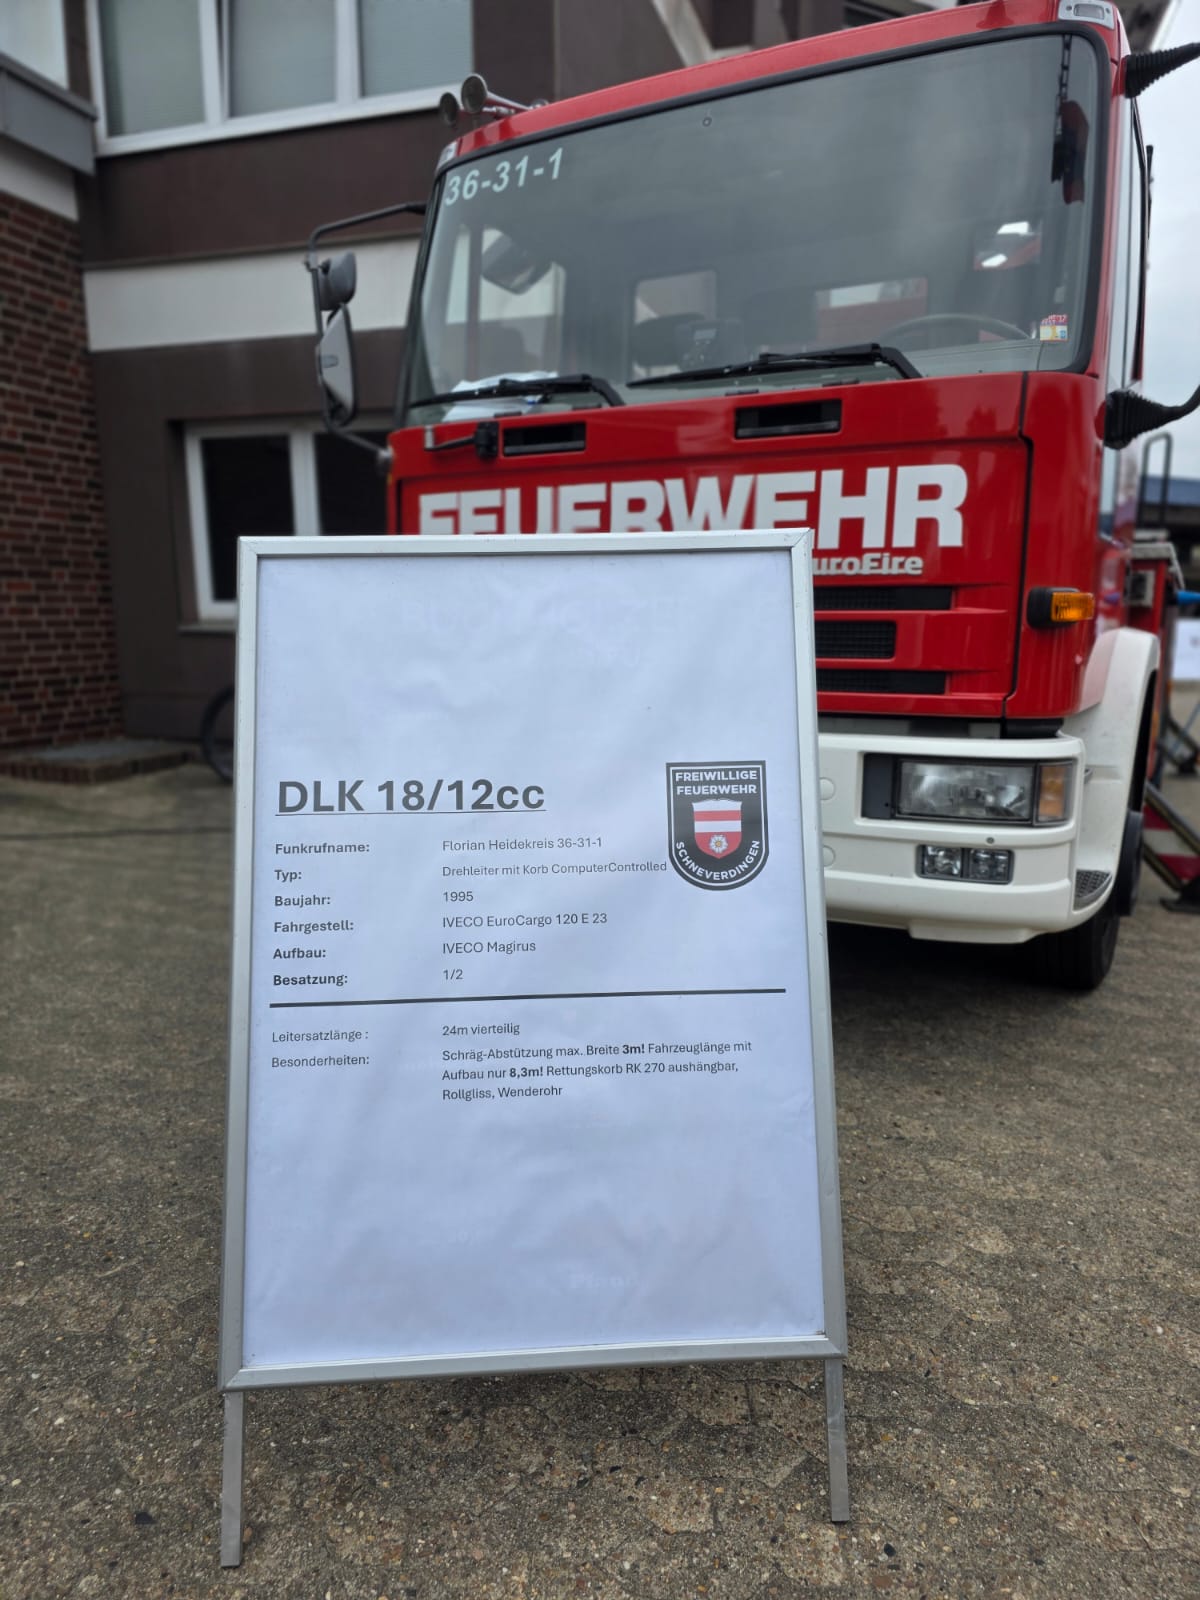 36-31-1
FEUERWEHR
EuroFire
DLK 18/12cc
FREIWILLIGE
FEUERWEHR
SCHNEVERDINGEN
Funkrufname: Florian Heidekreis 36-31-1
Typ: Drehleiter mit Korb ComputerControlled
Baujahr: 1995
Fahrgestell: IVECO EuroCargo 120 E 23
Aufbau: IVECO Magirus
Besatzung: 1/2
Leitersatzlänge : 24m vierteilig
Besonderheiten: Schräg-Abstützung max. Breite 3m! Fahrzeuglänge mit
Aufbau nur 8,3m! Rettungskorb RK 270 aushängbar,
Rollgliss, Wenderohr